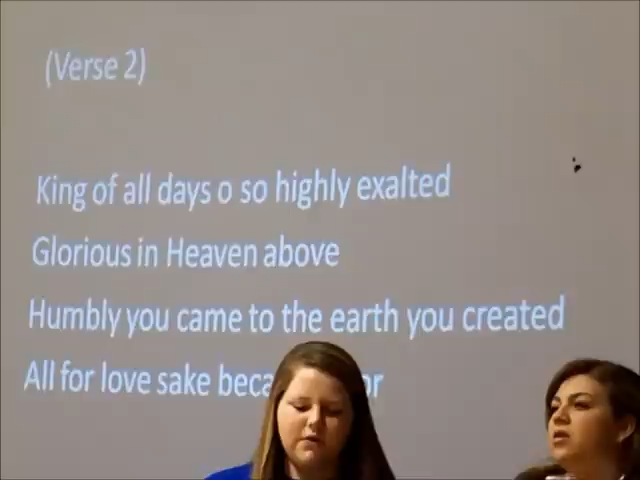 (Verse 2)
King of all days o so highly exalted
Glorious in Heaven above
Humbly you came to the earth you created
All for love sake